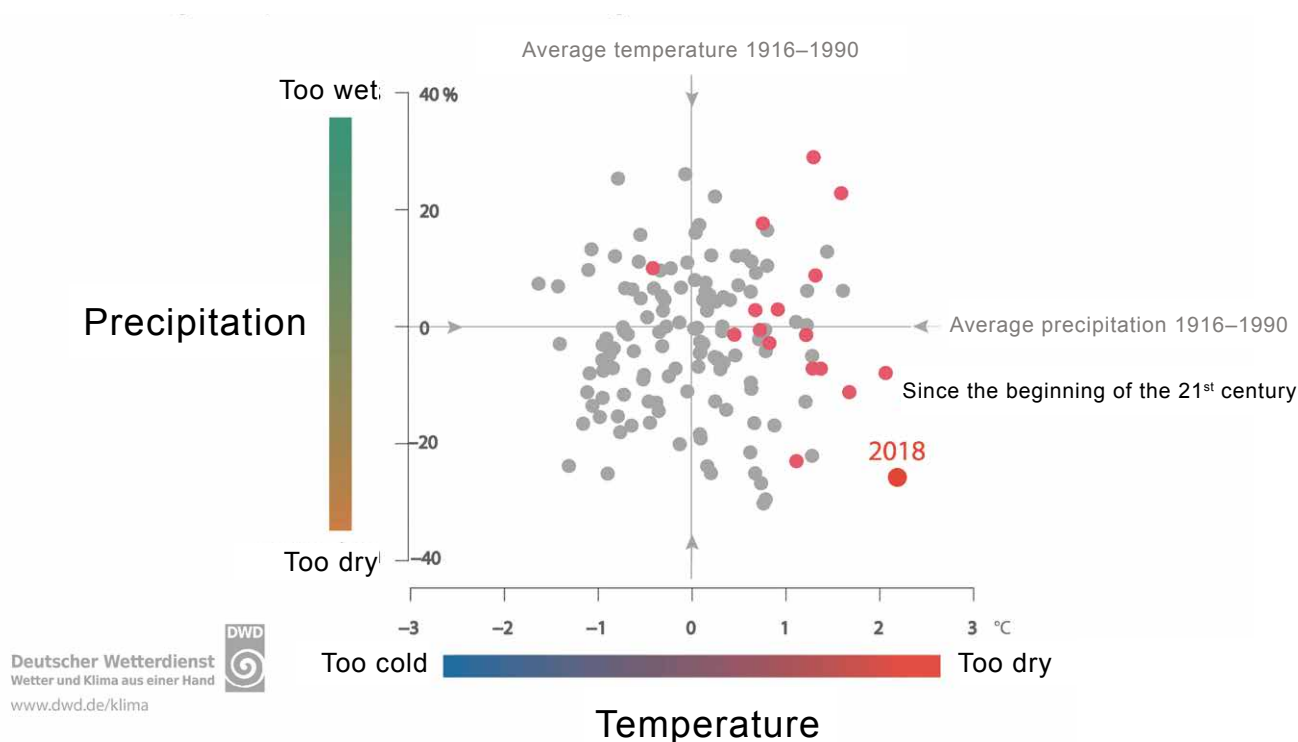 Average temperature 1916–1990
Too wet
40 %
20
Precipitation
0
Average precipitation 1916–1990
Since the beginning of the 21st century
–20
2018
Too dry
–40
–3 –2 –1 0 1 2 3 °C
DWD
Deutscher Wetterdienst
Wetter und Klima aus einer Hand
www.dwd.de/klima
Too cold
Too dry
Temperature